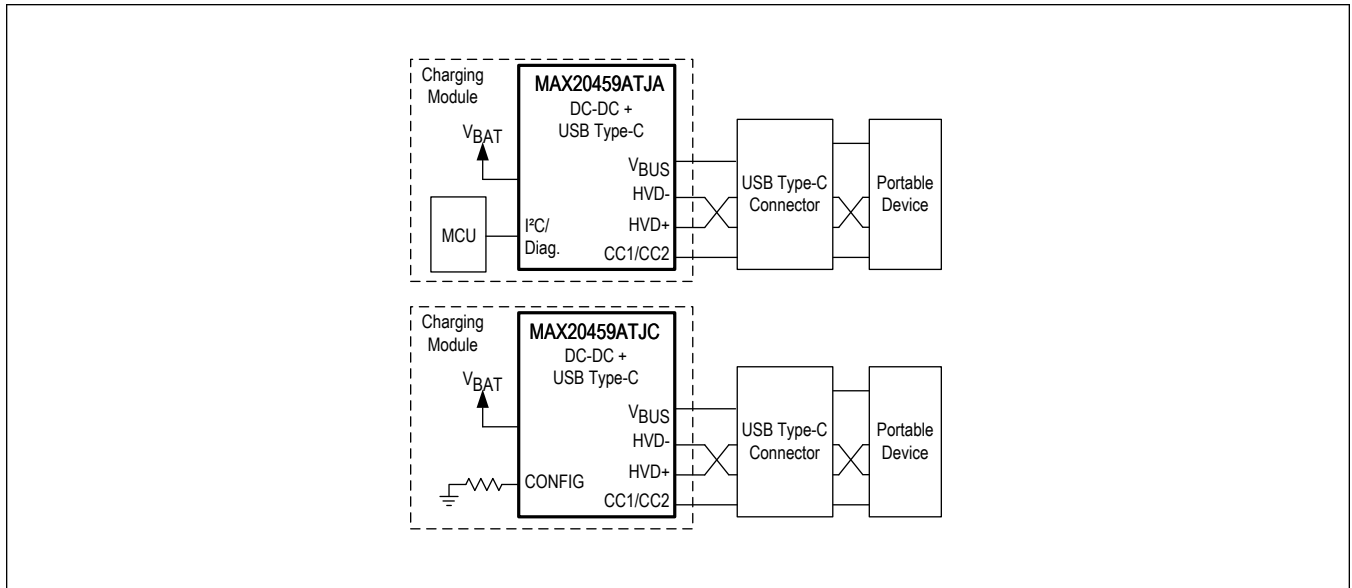 Charging
Module
MAX20459ATJA
DC-DC +
USB Type-C
VBAT
VBUS
HVD-
HVD+
CC1/CC2
I²C/
Diag.
MCU
USB Type-C
Connector
Portable
Device
Charging
Module
MAX20459ATJC
DC-DC +
USB Type-C
VBAT
VBUS
HVD-
HVD+
CC1/CC2
CONFIG
USB Type-C
Connector
Portable
Device